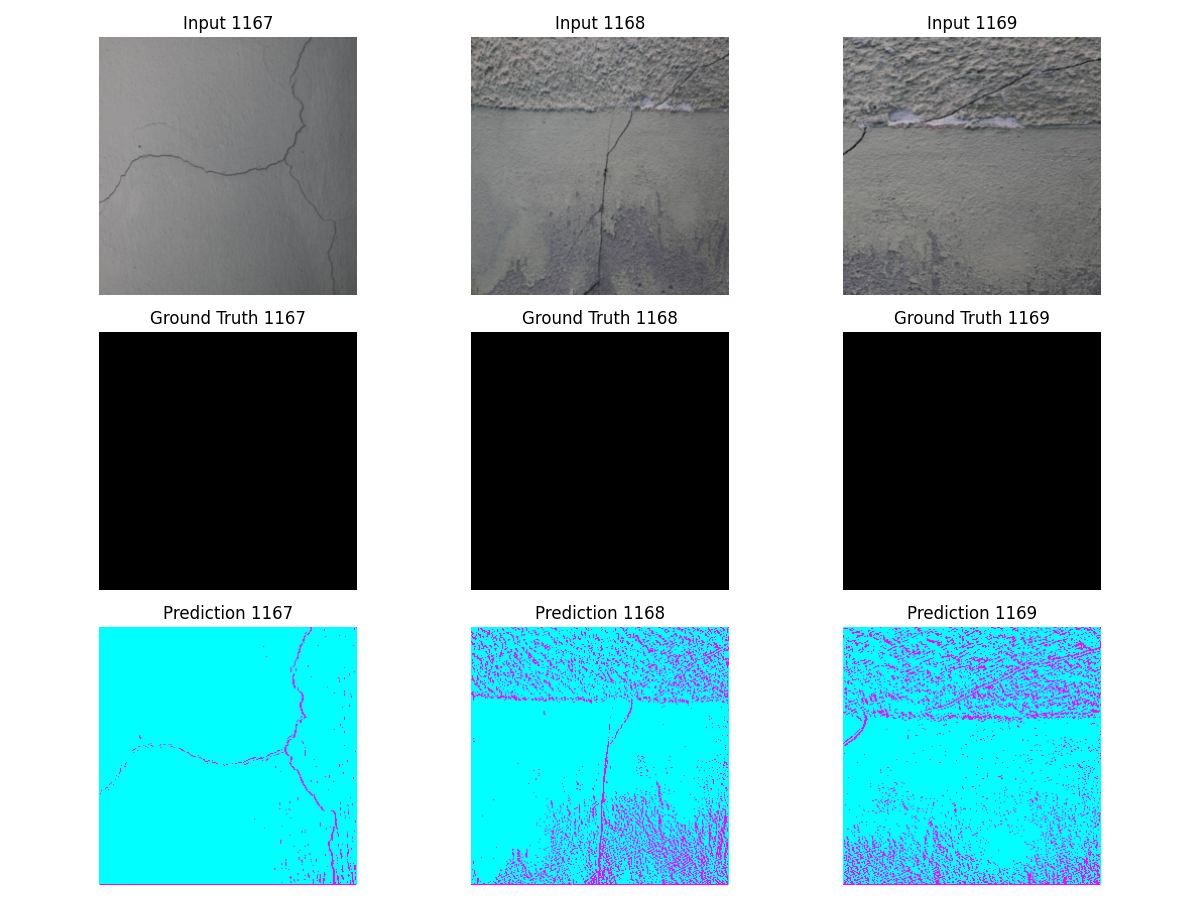 Input 1167
Input 1168
Input 1169
Ground Truth 1167
Ground Truth 1168
Ground Truth 1169
Prediction 1167
Prediction 1168
Prediction 1169